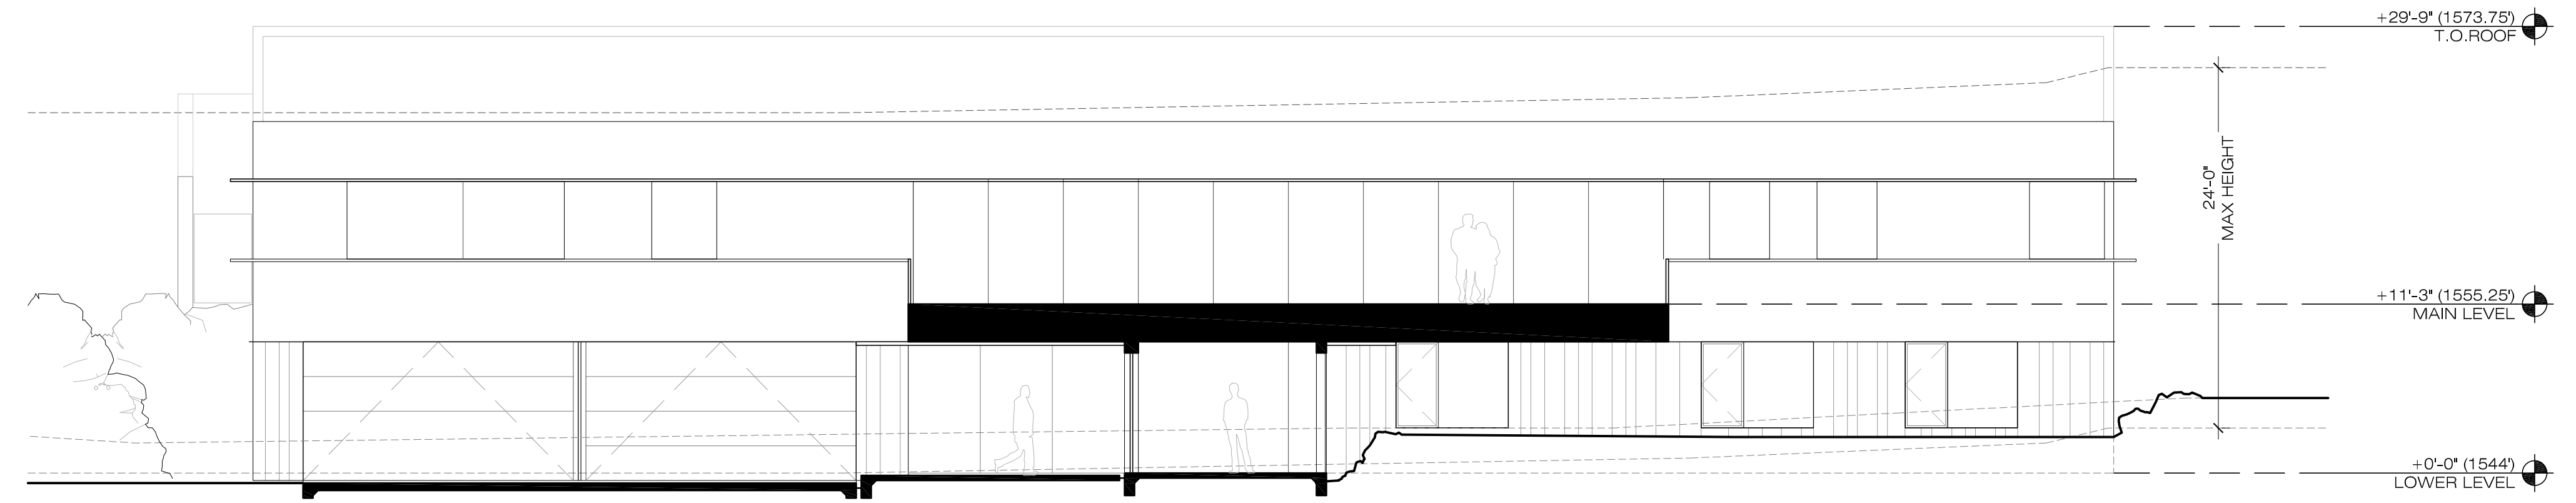 +29'-9" (1573.75')
T.O.ROOF
24'-0"
MAX HEIGHT
+11'-3" (1555.25')
MAIN LEVEL
+0'-0" (1544')
LOWER LEVEL